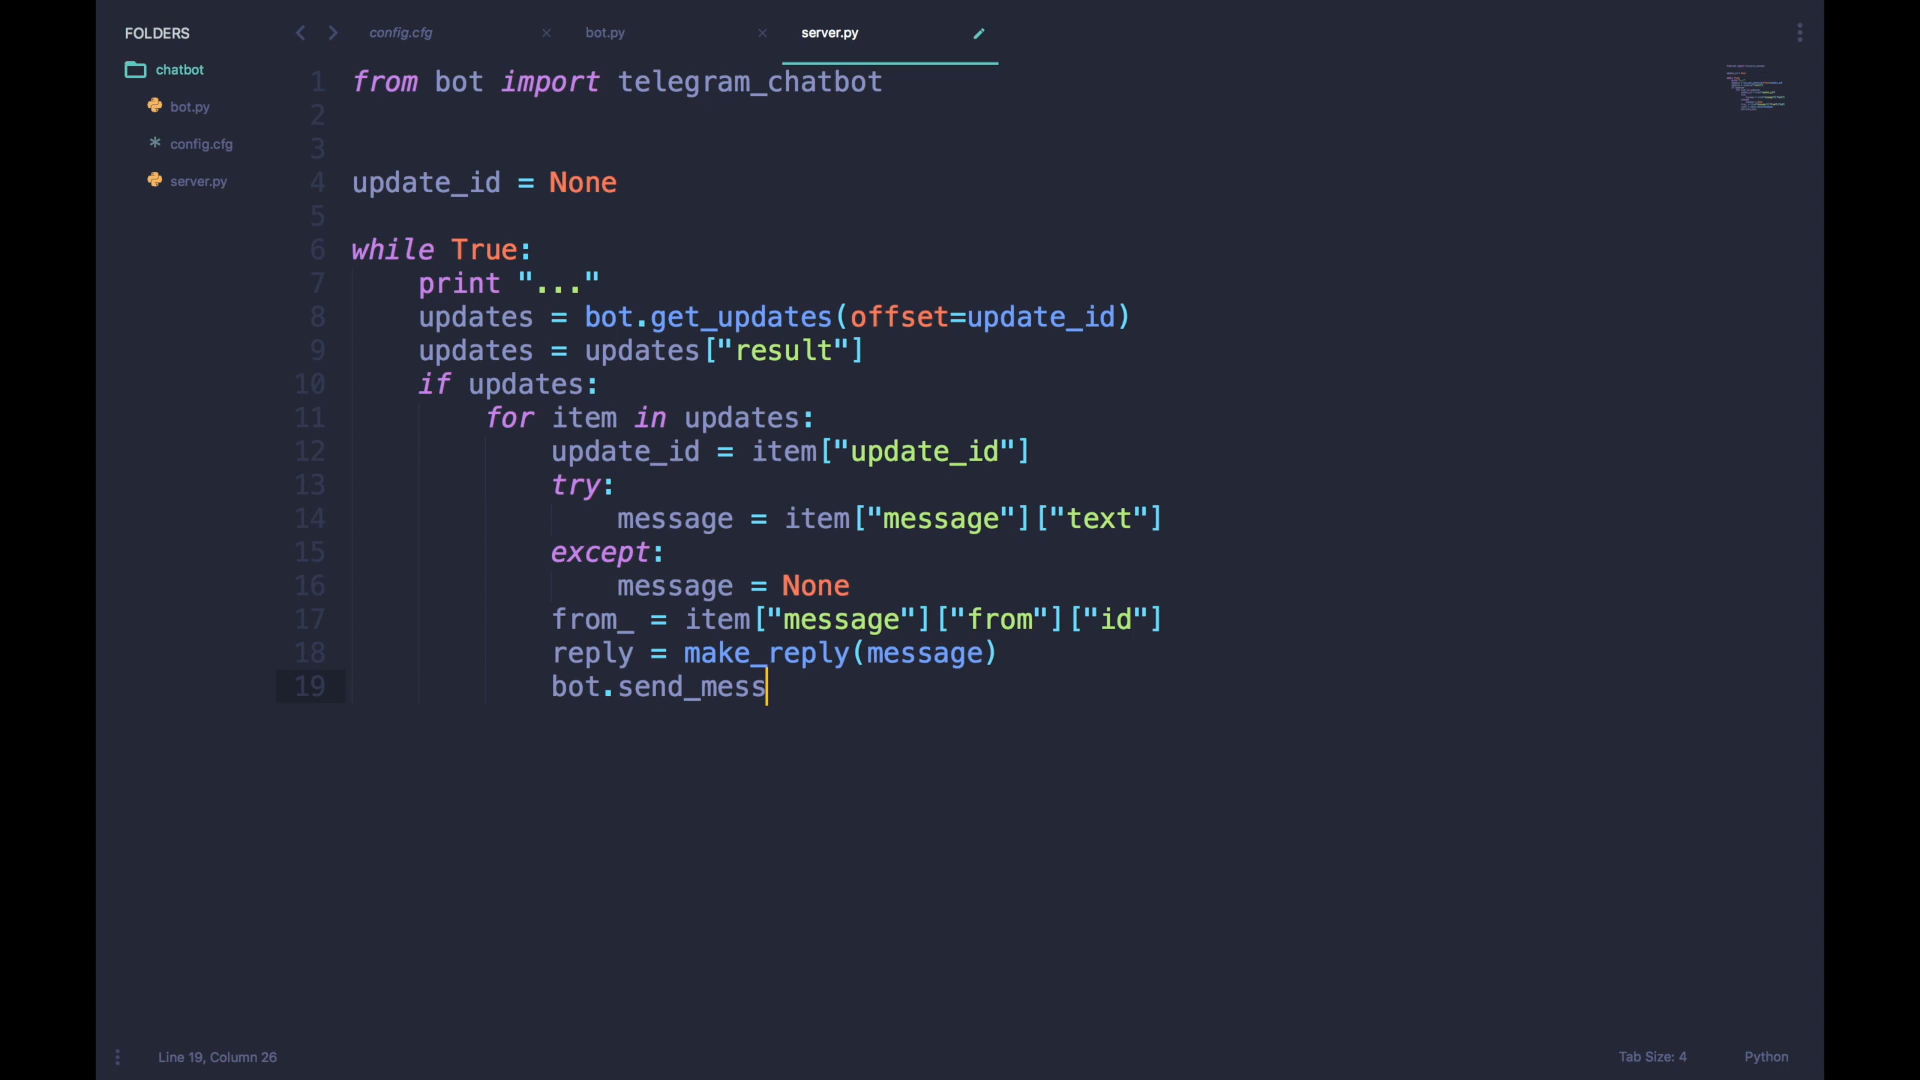 FOLDERS
chatbot
bot.py
config.cfg
server.py
config.cfg
bot.py
server.py
1 from bot import telegram_chatbot
2
3
4 update_id = None
5
6 while True:
7 print "..."
8 updates = bot.get_updates(offset=update_id)
9 updates = updates["result"]
10 if updates:
11 for item in updates:
12 update_id = item["update_id"]
13 try:
14 message = item["message"]["text"]
15 except:
16 message = None
17 from_ = item["message"]["from"]["id"]
18 reply = make_reply(message)
19 bot.send_mess
Line 19, Column 26
Tab Size: 4
Python